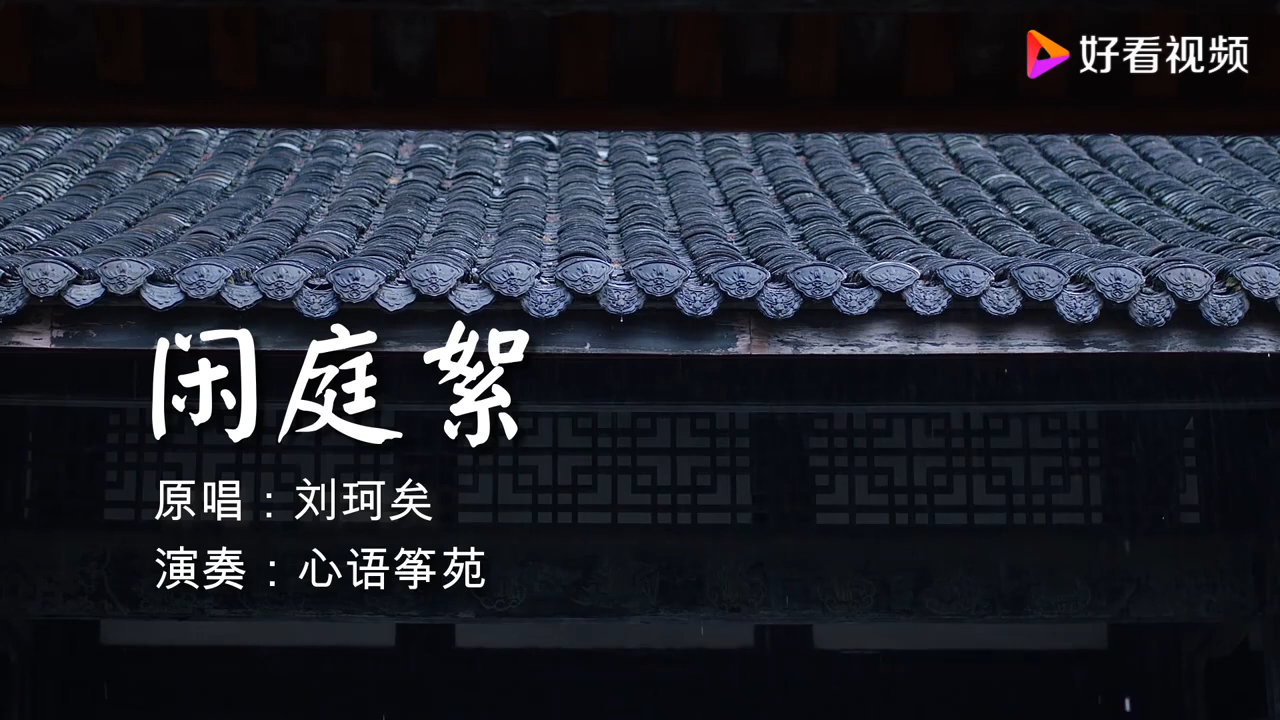 好看视频
闲庭絮
原唱：刘珂矣
演奏：心语筝苑